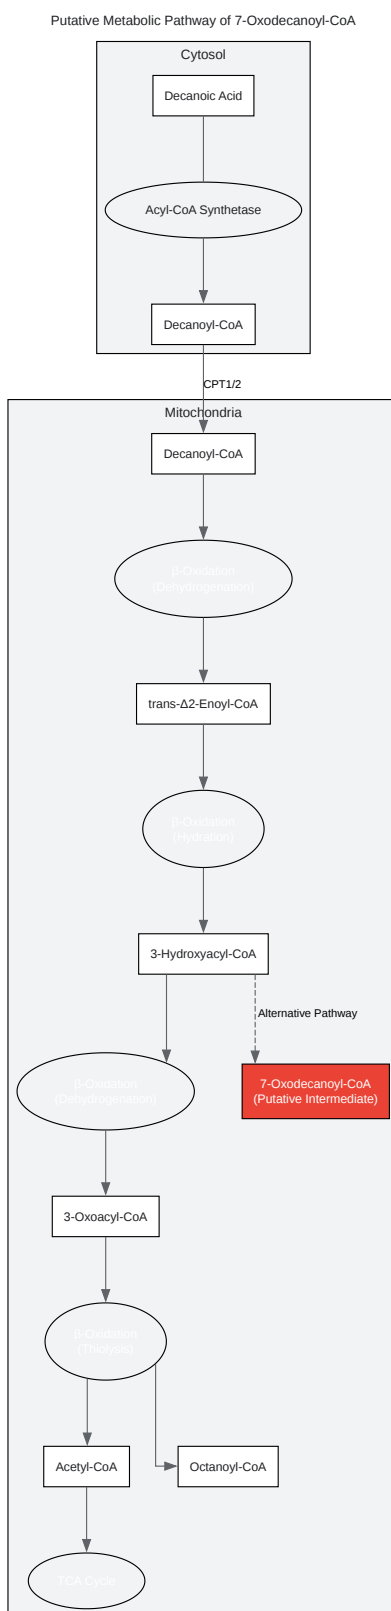 Putative Metabolic Pathway of 7-Oxodecanoyl-CoA
Cytosol
Decanoic Acid
Acyl-CoA Synthetase
Decanoyl-CoA
CPT1/2
Mitochondria
Decanoyl-CoA
β-Oxidation
(Dehydrogenation)
trans-Δ2-Enoyl-CoA
β-Oxidation
(Hydration)
3-Hydroxyacyl-CoA
Alternative Pathway
β-Oxidation
(Dehydrogenation)
7-Oxodecanoyl-CoA
(Putative Intermediate)
3-Oxoacyl-CoA
β-Oxidation
(Thiolysis)
Acetyl-CoA
Octanoyl-CoA
TCA Cycle